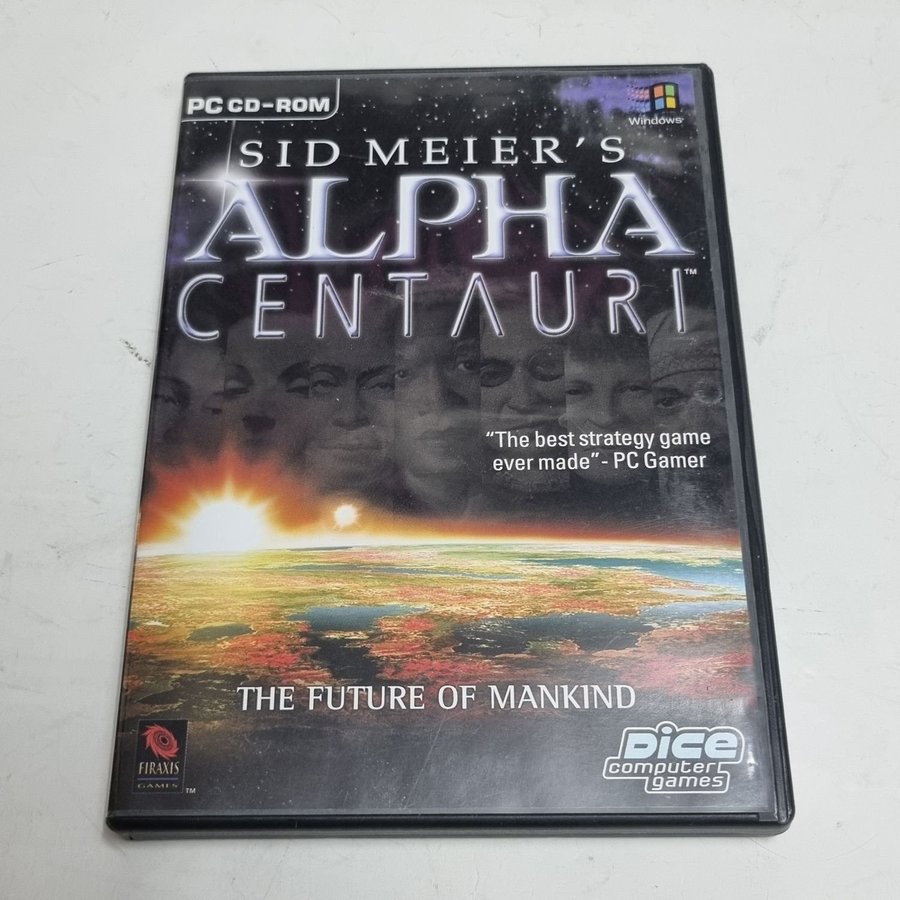 PC CD-ROM
Windows
SID MEIER'S
ALPHA
CENTAURI™
"The best strategy game
ever made" - PC Gamer
THE FUTURE OF MANKIND
FIRAXIS
GAMES ™
Dice
computer
games